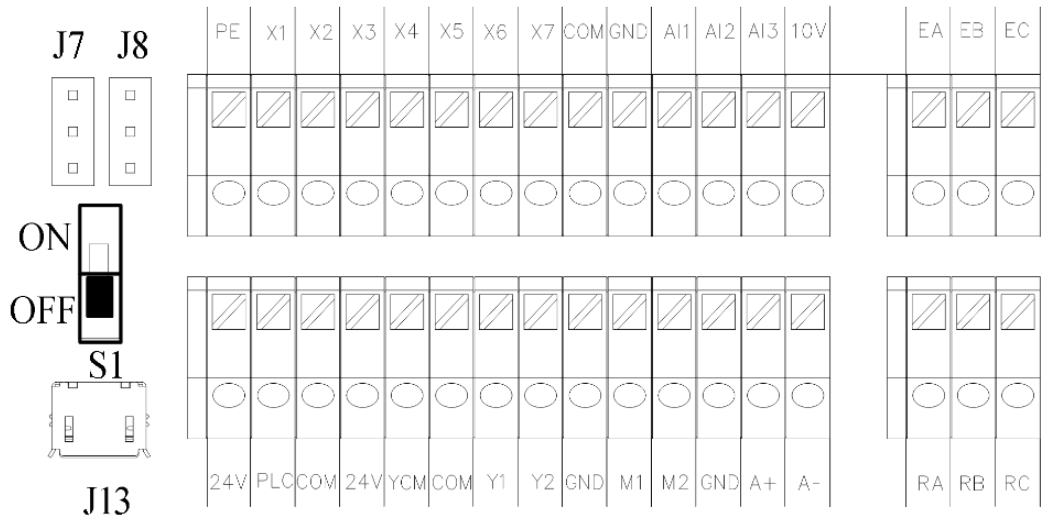 J7 J8
PE X1 X2 X3 X4 X5 X6 X7 COM GND AI1 AI2 AI3 10V EA EB EC
ON
OFF
S1
J13
24V PLC COM 24V YCM COM Y1 Y2 GND M1 M2 GND A+ A- RA RB RC